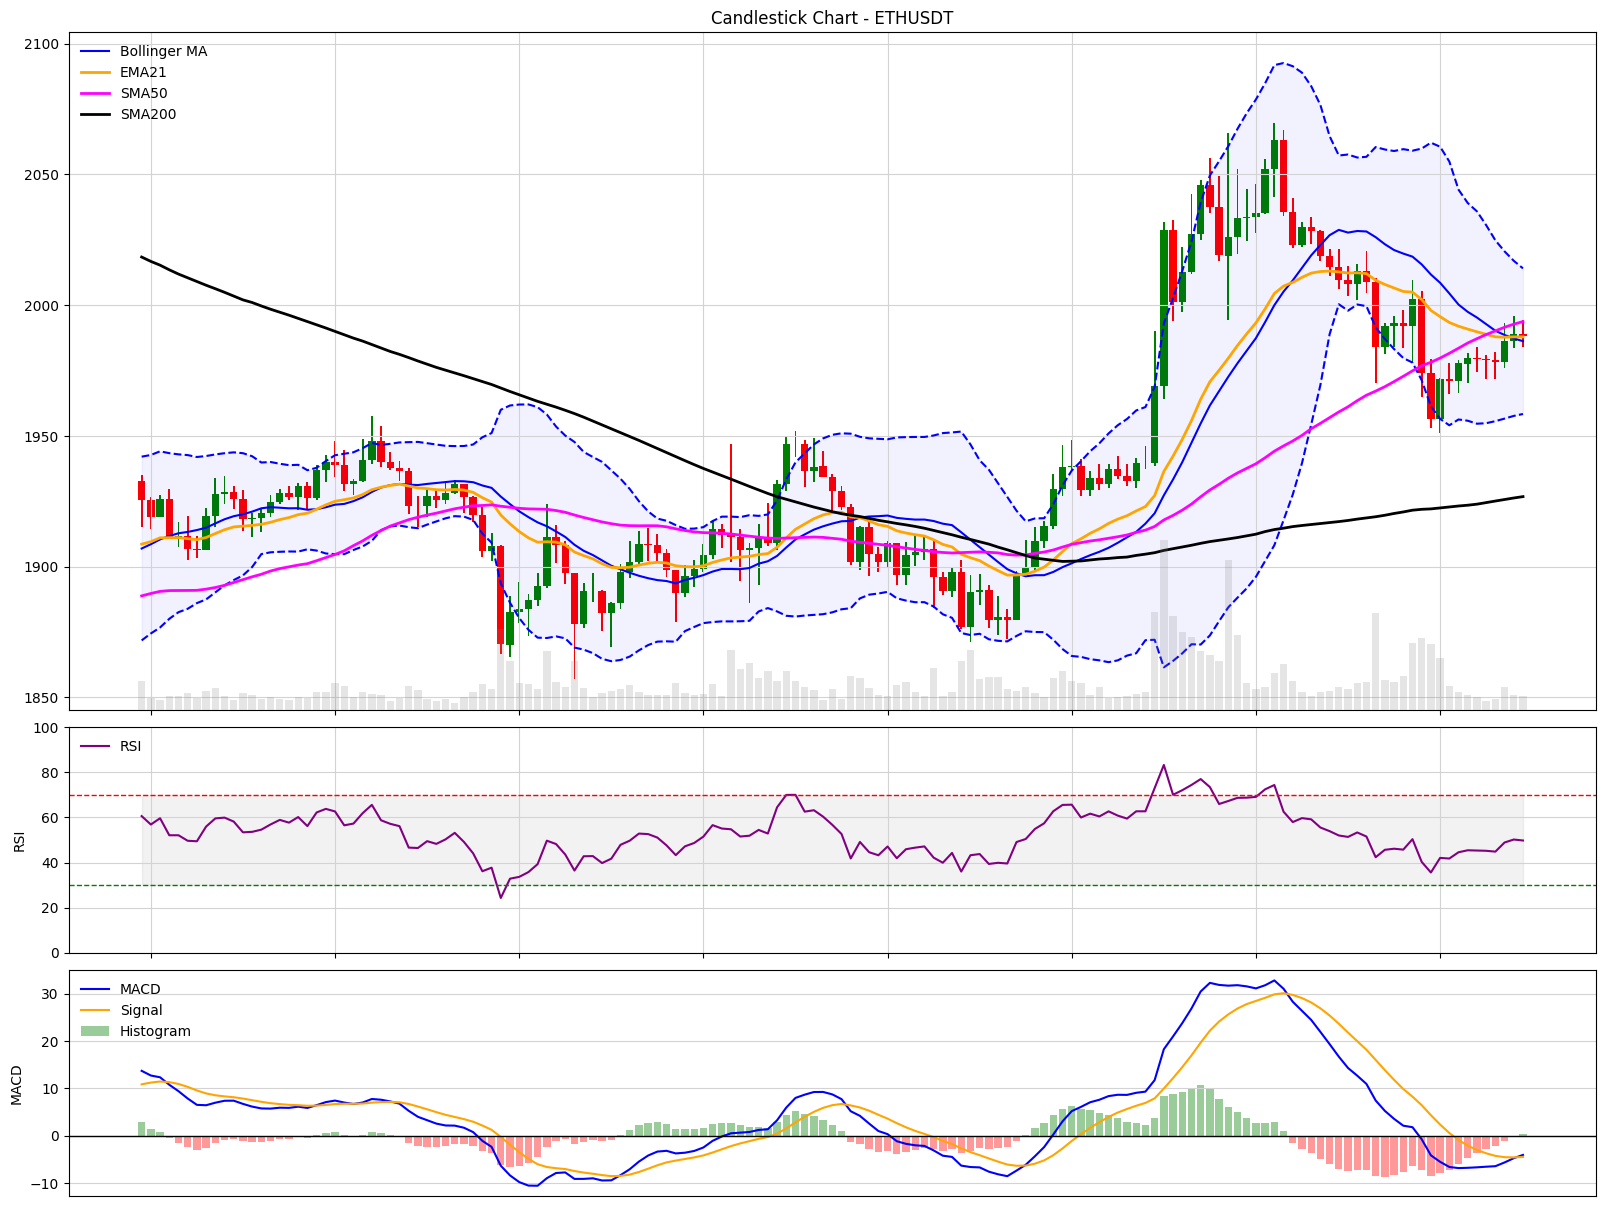 Candlestick Chart - ETHUSDT
Bollinger MA
EMA21
SMA50
SMA200
2100
2050
2000
1950
1900
1850
RSI
RSI
100
80
60
40
20
0
MACD
Signal
Histogram
MACD
30
20
10
0
−10